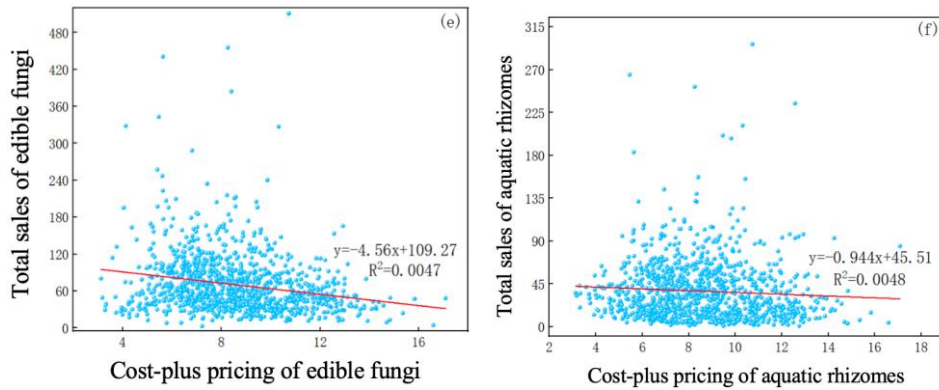 (e)
Total sales of edible fungi
480
420
360
300
240
180
120
60
0
y=−4.56x+109.27
R²=0.0047
4 8 12 16
Cost-plus pricing of edible fungi
(f)
Total sales of aquatic rhizomes
315
270
225
180
135
90
45
0
y=−0.944x+45.51
R²=0.0048
2 4 6 8 10 12 14 16 18
Cost-plus pricing of aquatic rhizomes